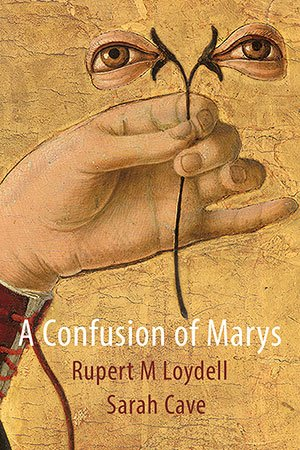 A Confusion of Marys
Rupert M Loydell
Sarah Cave